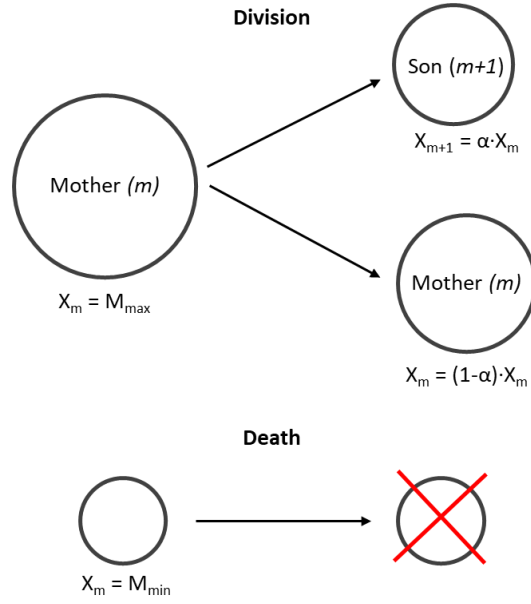 Division
Son (m+1)
Xₘ₊₁ = α·Xₘ
Mother (m)
Xₘ = Mₘₐₓ
Mother (m)
Xₘ = (1-α)·Xₘ
Death
Xₘ = Mₘᵢₙ